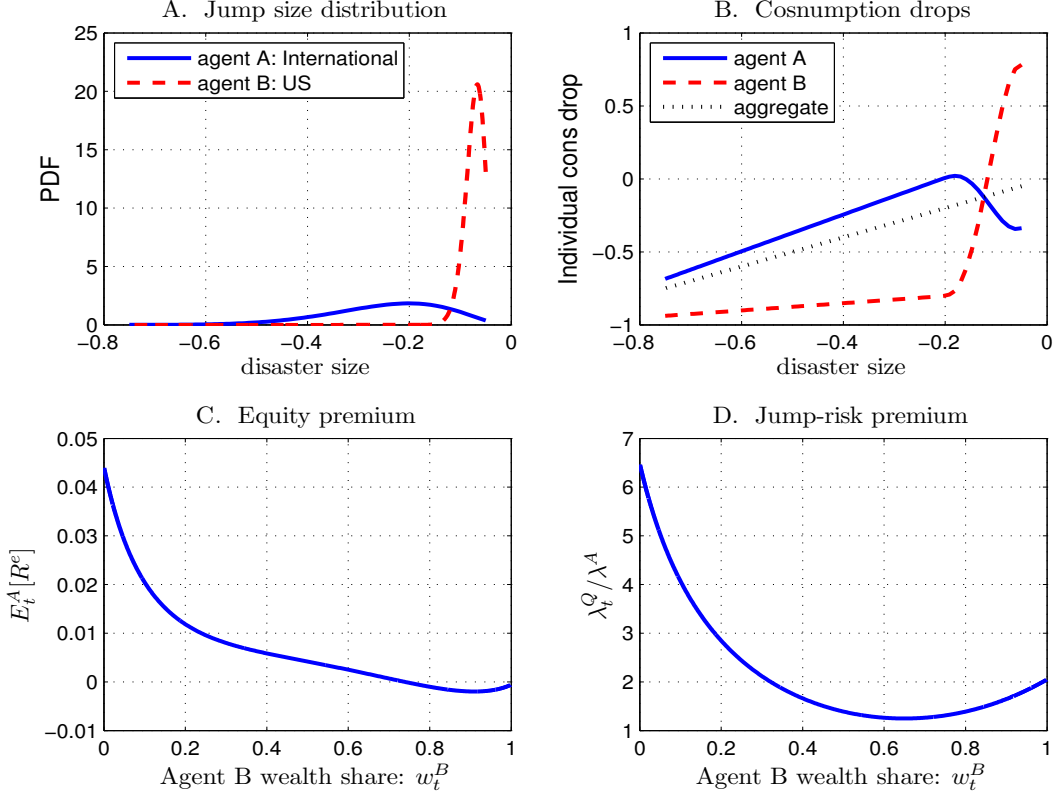 A. Jump size distribution
25
20
15
10
5
0
−0.8
−0.6
−0.4
−0.2
0
PDF
disaster size
agent A: International
agent B: US
B. Cosnumption drops
1
0.5
0
−0.5
−1
−0.8
−0.6
−0.4
−0.2
0
Individual cons drop
disaster size
agent A
agent B
aggregate
C. Equity premium
0.05
0.04
0.03
0.02
0.01
0
−0.01
0
0.2
0.4
0.6
0.8
1
E_t^A[R^e]
Agent B wealth share: w_t^B
D. Jump-risk premium
7
6
5
4
3
2
1
0
0.2
0.4
0.6
0.8
1
λ_t^Q/λ^A
Agent B wealth share: w_t^B